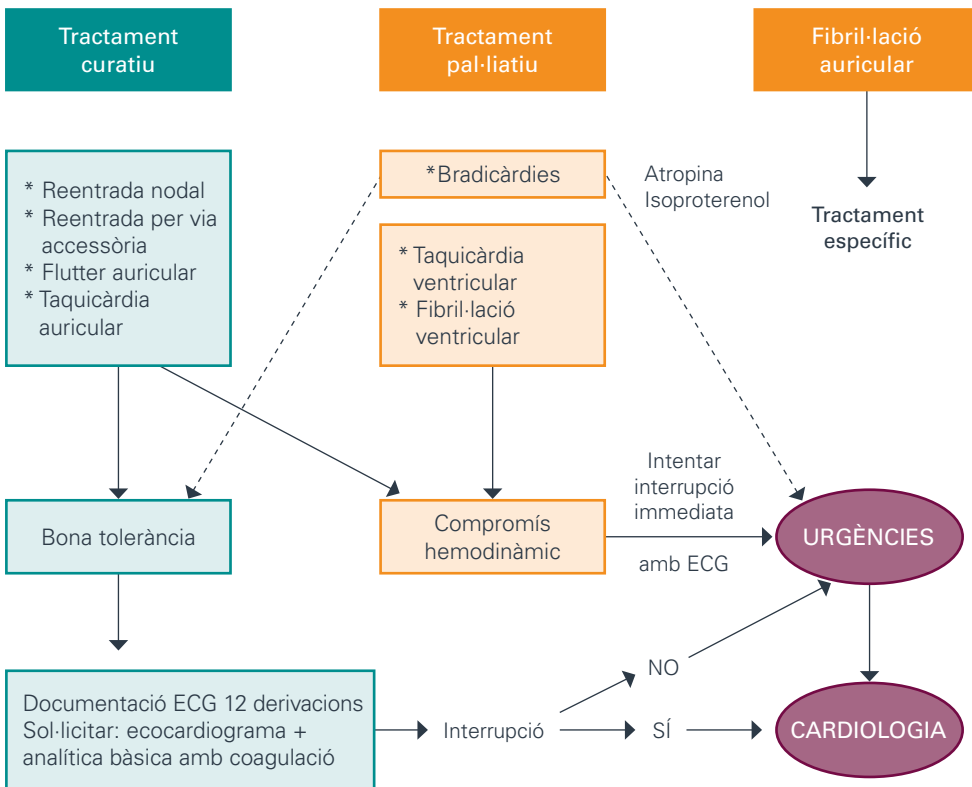 Tractament
curatiu
Tractament
pal·liatiu
Fibril·lació
auricular
* Reentrada nodal
* Reentrada per via
accessòria
* Flutter auricular
* Taquicàrdia
auricular
*Bradicàrdies
Atropina
Isoproterenol
Tractament
específic
* Taquicàrdia
ventricular
* Fibril·lació
ventricular
Bona tolerància
Compromís
hemodinàmic
Intentar
interrupció
immediata
amb ECG
URGÈNCIES
Documentació ECG 12 derivacions
Sol·licitar: ecocardiograma +
analítica bàsica amb coagulació
Interrupció
NO
SÍ
CARDIOLOGIA